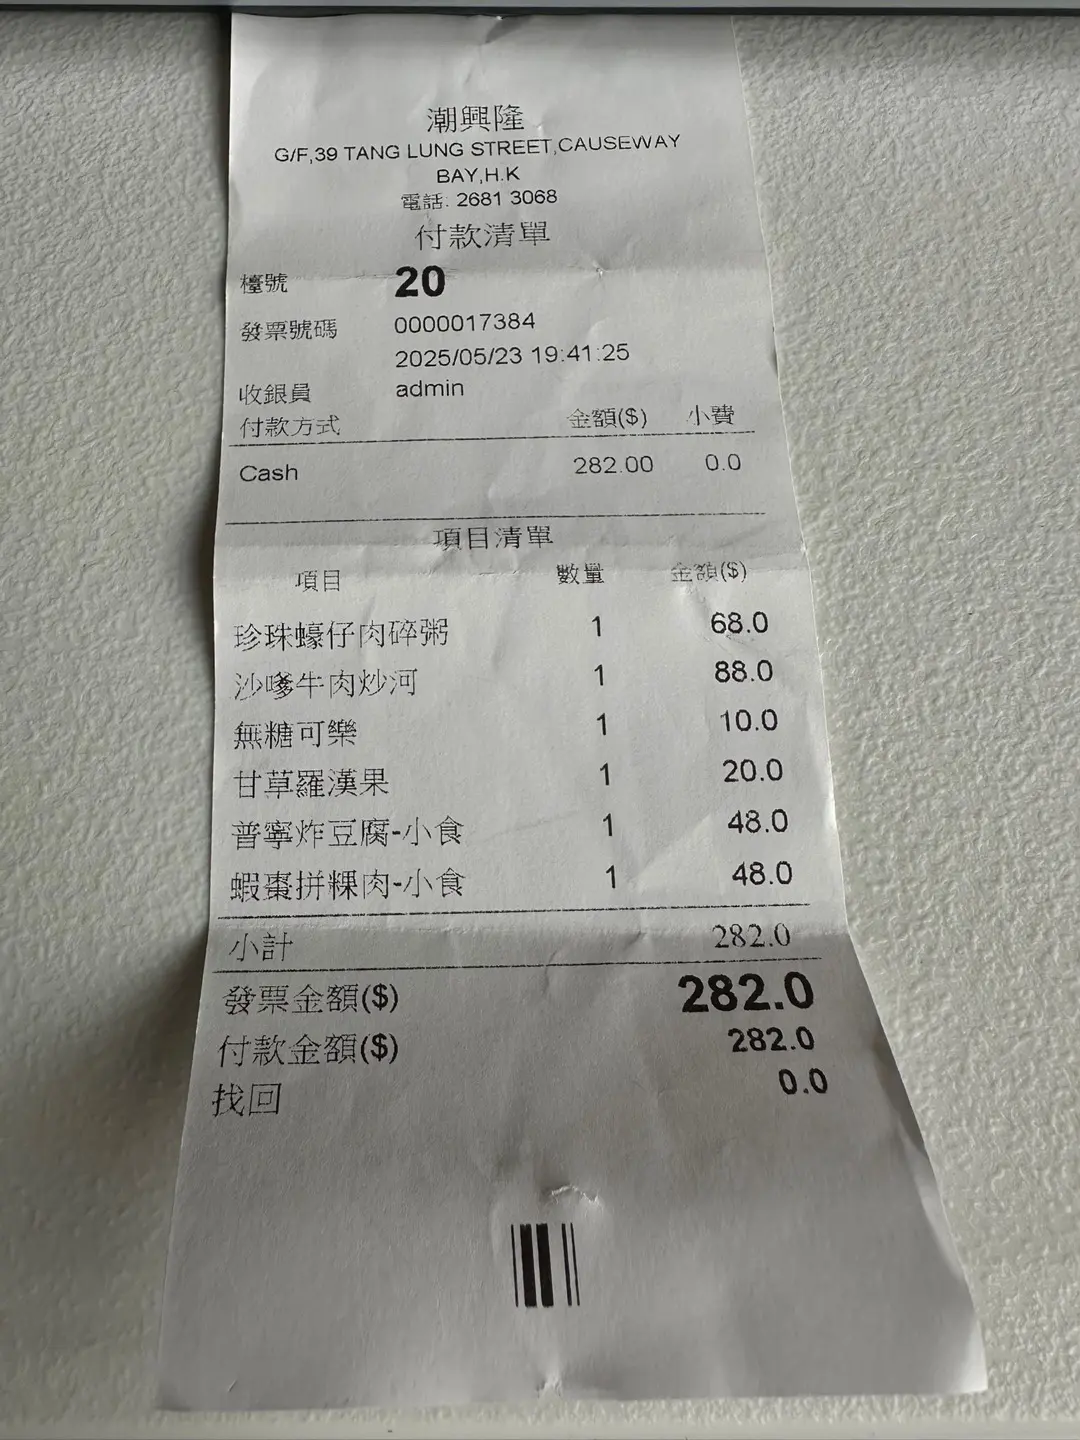 潮興隆
G/F,39 TANG LUNG STREET,CAUSEWAY
BAY,H.K
電話: 2681 3068
付款清單
檯號 20
發票號碼 0000017384
2025/05/23 19:41:25
收銀員 admin
付款方式 金額($) 小費
Cash 282.00 0.0
項目清單
項目 數量 金額($)
珍珠蠔仔肉碎粥 1 68.0
沙嗲牛肉炒河 1 88.0
無糖可樂 1 10.0
甘草羅漢果 1 20.0
普寧炸豆腐-小食 1 48.0
蝦棗拼粿肉-小食 1 48.0
小計 282.0
發票金額($) 282.0
付款金額($) 282.0
找回 0.0